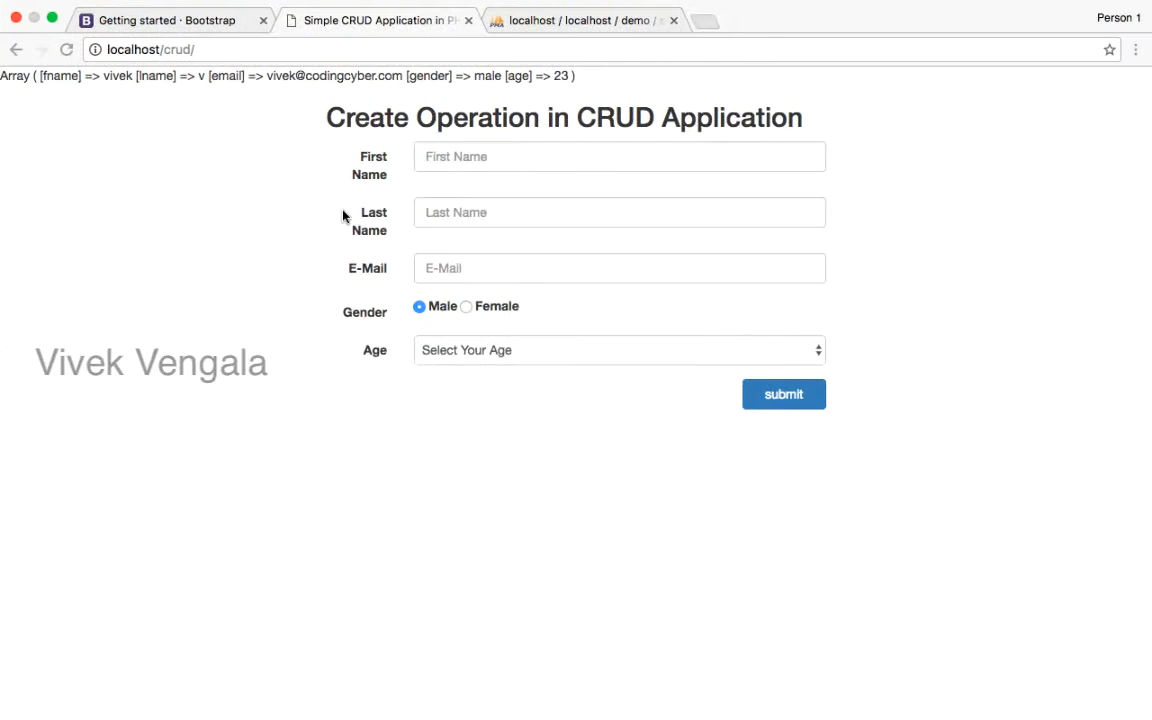 Getting started · Bootstrap
Simple CRUD Application in PH
localhost / localhost / demo /
Person 1
localhost/crud/
Array ( [fname] => vivek [lname] => v [email] => vivek@codingcyber.com [gender] => male [age] => 23 )
Create Operation in CRUD Application
First
Name
First Name
Last
Name
Last Name
E-Mail
E-Mail
Gender
Male
Female
Age
Select Your Age
submit
Vivek Vengala